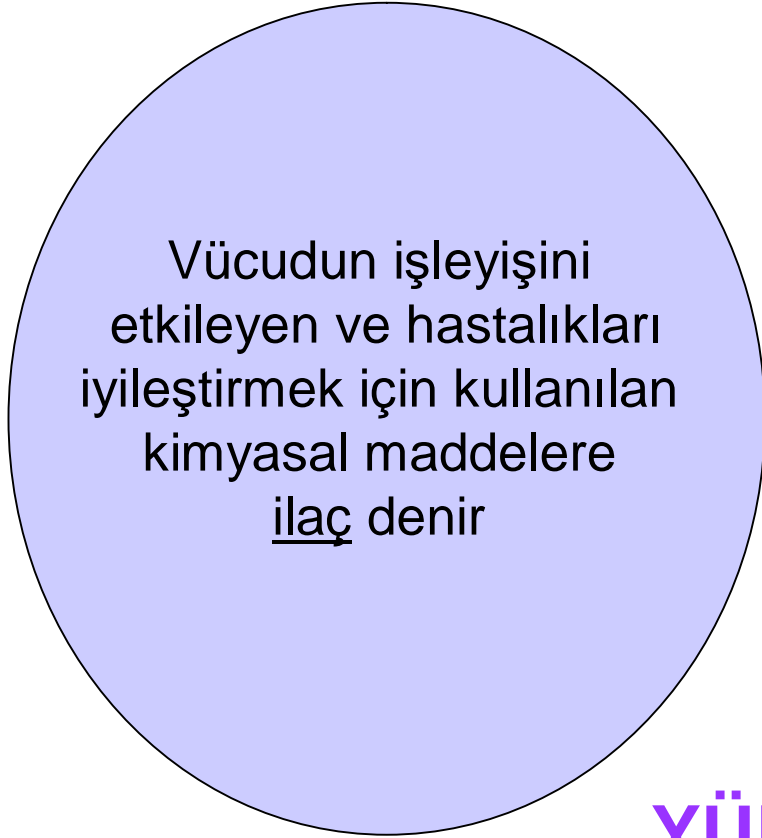 Vücudun işleyişini
etkileyen ve hastalıkları
iyileştirmek için kullanılan
kimyasal maddelere
ilaç denir